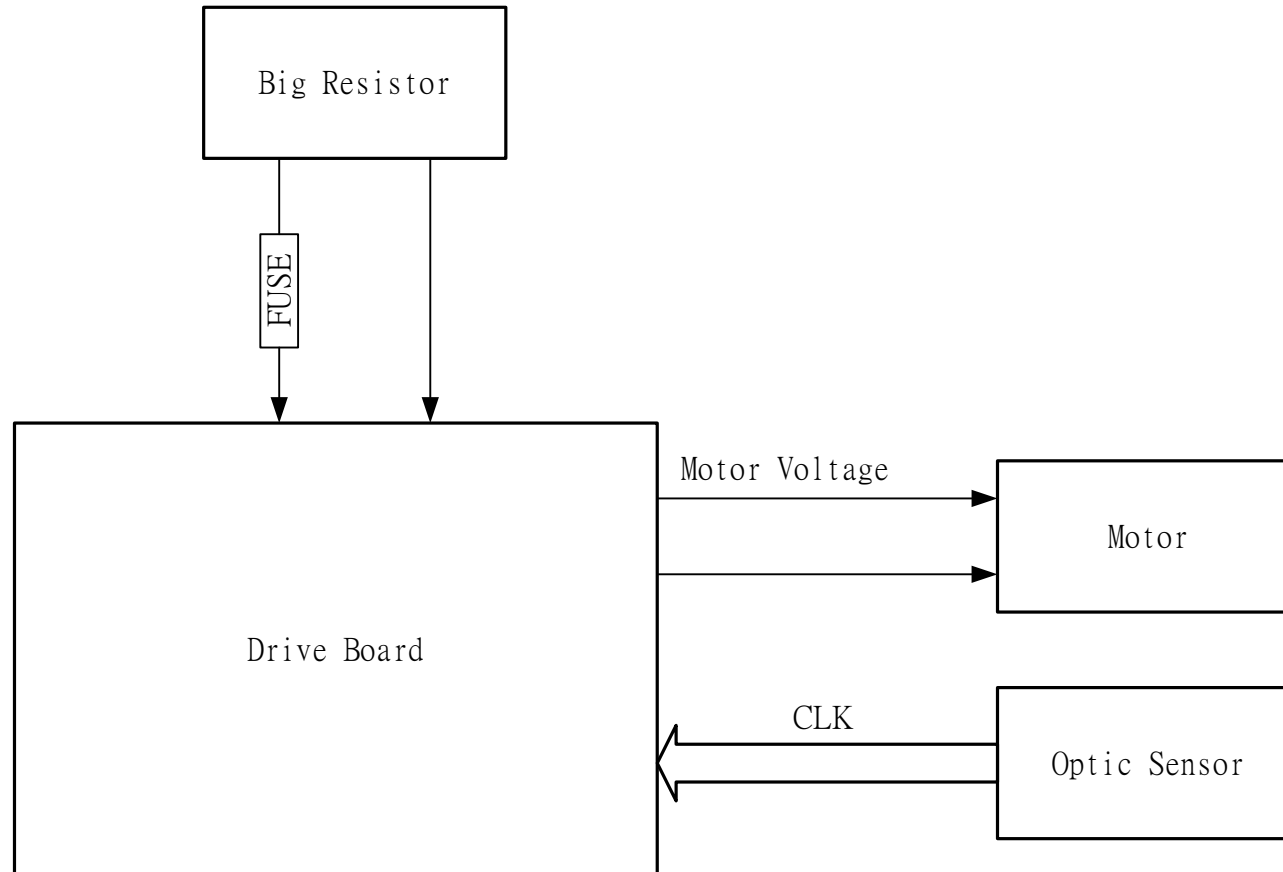 Big Resistor
FUSE
Motor Voltage
Motor
Drive Board
CLK
Optic Sensor